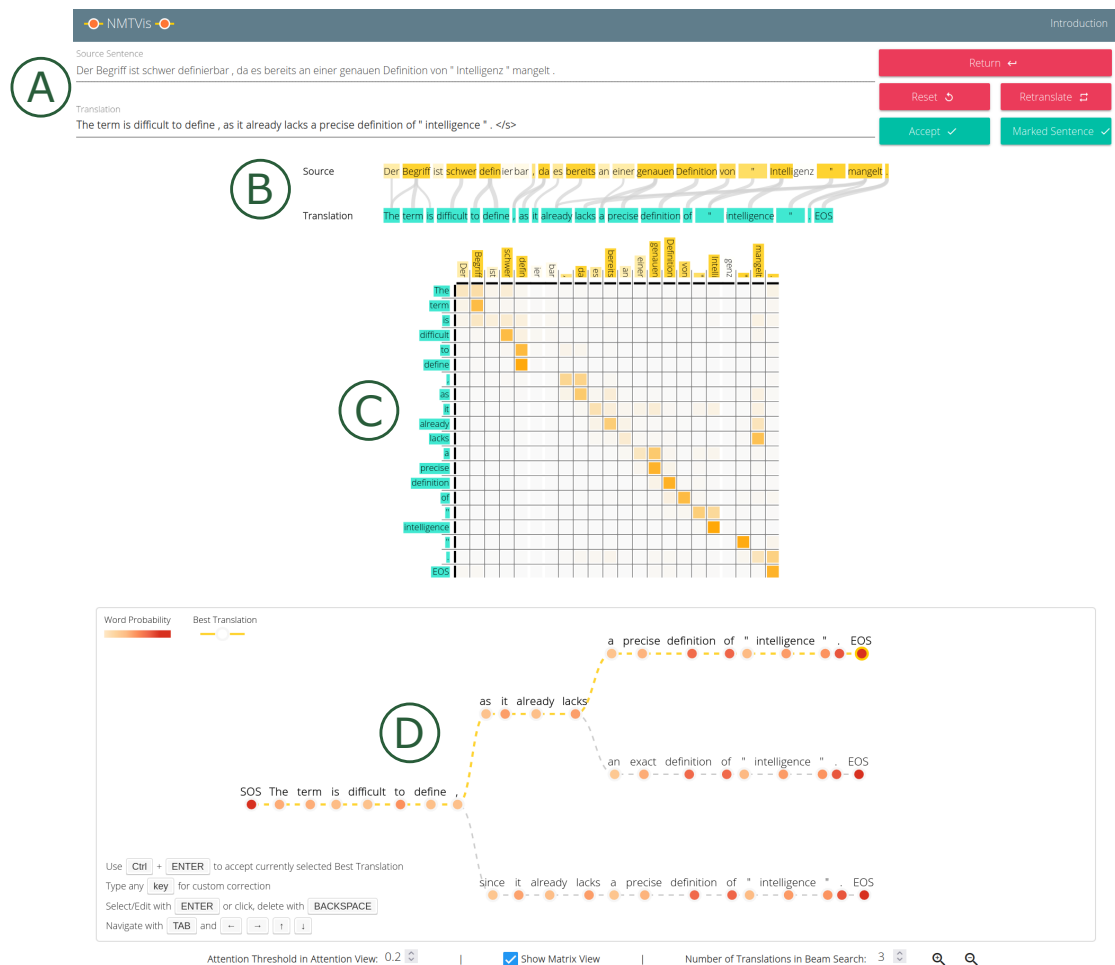 NMTVis
Introduction
Source Sentence
Der Begriff ist schwer definierbar , da es bereits an einer genauen Definition von " Intelligenz " mangelt .
Return
A
Reset
Retranslate
Translation
The term is difficult to define , as it already lacks a precise definition of " intelligence " . </s>
Accept
Marked Sentence
B
Source
Der Begriff ist schwer definierbar , da es bereits an einer genauen Definition von " Intelligenz " mangelt .
Translation
The term is difficult to define , as it already lacks a precise definition of " intelligence " . EOS
Der Begriff ist schwer defin ier bar , da es bereits an einer genauen Definition von " Intelli genz " mangelt .
The
term
is
difficult
to
define
,
as
C
it
already
lacks
a
precise
definition
of
"
intelligence
"
.
EOS
Word Probability
Best Translation
a precise definition of " intelligence " . EOS
as it already lacks
D
an exact definition of " intelligence " . EOS
SOS The term is difficult to define ,
Use Ctrl + ENTER to accept currently selected Best Translation
Type any key for custom correction
since it already lacks a precise definition of " intelligence " . EOS
Select/Edit with ENTER or click, delete with BACKSPACE
Navigate with TAB and ← → ↑ ↓
Attention Threshold in Attention View: 0.2 | Show Matrix View | Number of Translations in Beam Search: 3